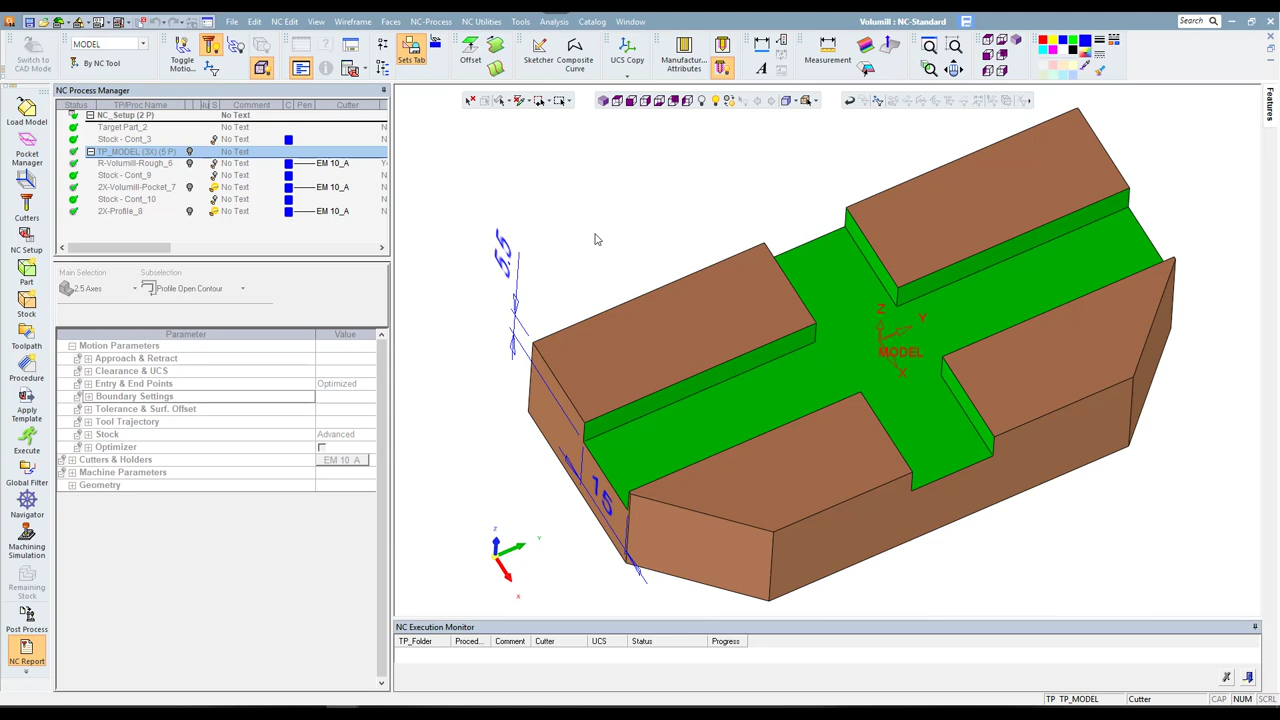 File Edit NC Edit View Wireframe Faces NC-Process NC Utilities Tools Analysis Catalog Window Volumill : NC-Standard Search
Switch to CAD Mode
MODEL
By NC Tool
Toggle Motion...
Sets Tab
Offset
Sketcher
Composite Curve
UCS Copy
Manufactur... Attributes
Measurement
NC Process Manager
Status TP/Proc Name S Comment C Pen Cutter
NC_Setup (2 P) No Text
Target Part_2 No Text N
Stock - Cont_3 No Text N
TP_MODEL (3X) (5 P) No Text
R-Volumill-Rough_6 No Text EM 10_A Y
Stock - Cont_9 No Text N
2X-Volumill-Pocket_7 No Text EM 10_A N
Stock - Cont_10 No Text N
2X-Profile_8 No Text EM 10_A N
Main Selection Subselection
2.5 Axes Profile Open Contour
Parameter Value
Motion Parameters
Approach & Retract
Clearance & UCS
Entry & End Points Optimized
Boundary Settings
Tolerance & Surf. Offset
Tool Trajectory
Stock Advanced
Optimizer
Cutters & Holders EM 10_A
Machine Parameters
Geometry
Load Model
Pocket Manager
Cutters
NC Setup
Part
Stock
Toolpath
Procedure
Apply Template
Execute
Global Filter
Navigator
Machining Simulation
Remaining Stock
Post Process
NC Report
Features
5.5
15
Z
Y
MODEL
X
Z
Y
X
NC Execution Monitor
TP_Folder Proced... Comment Cutter UCS Status Progress
TP TP_MODEL Cutter CAP NUM SCRL